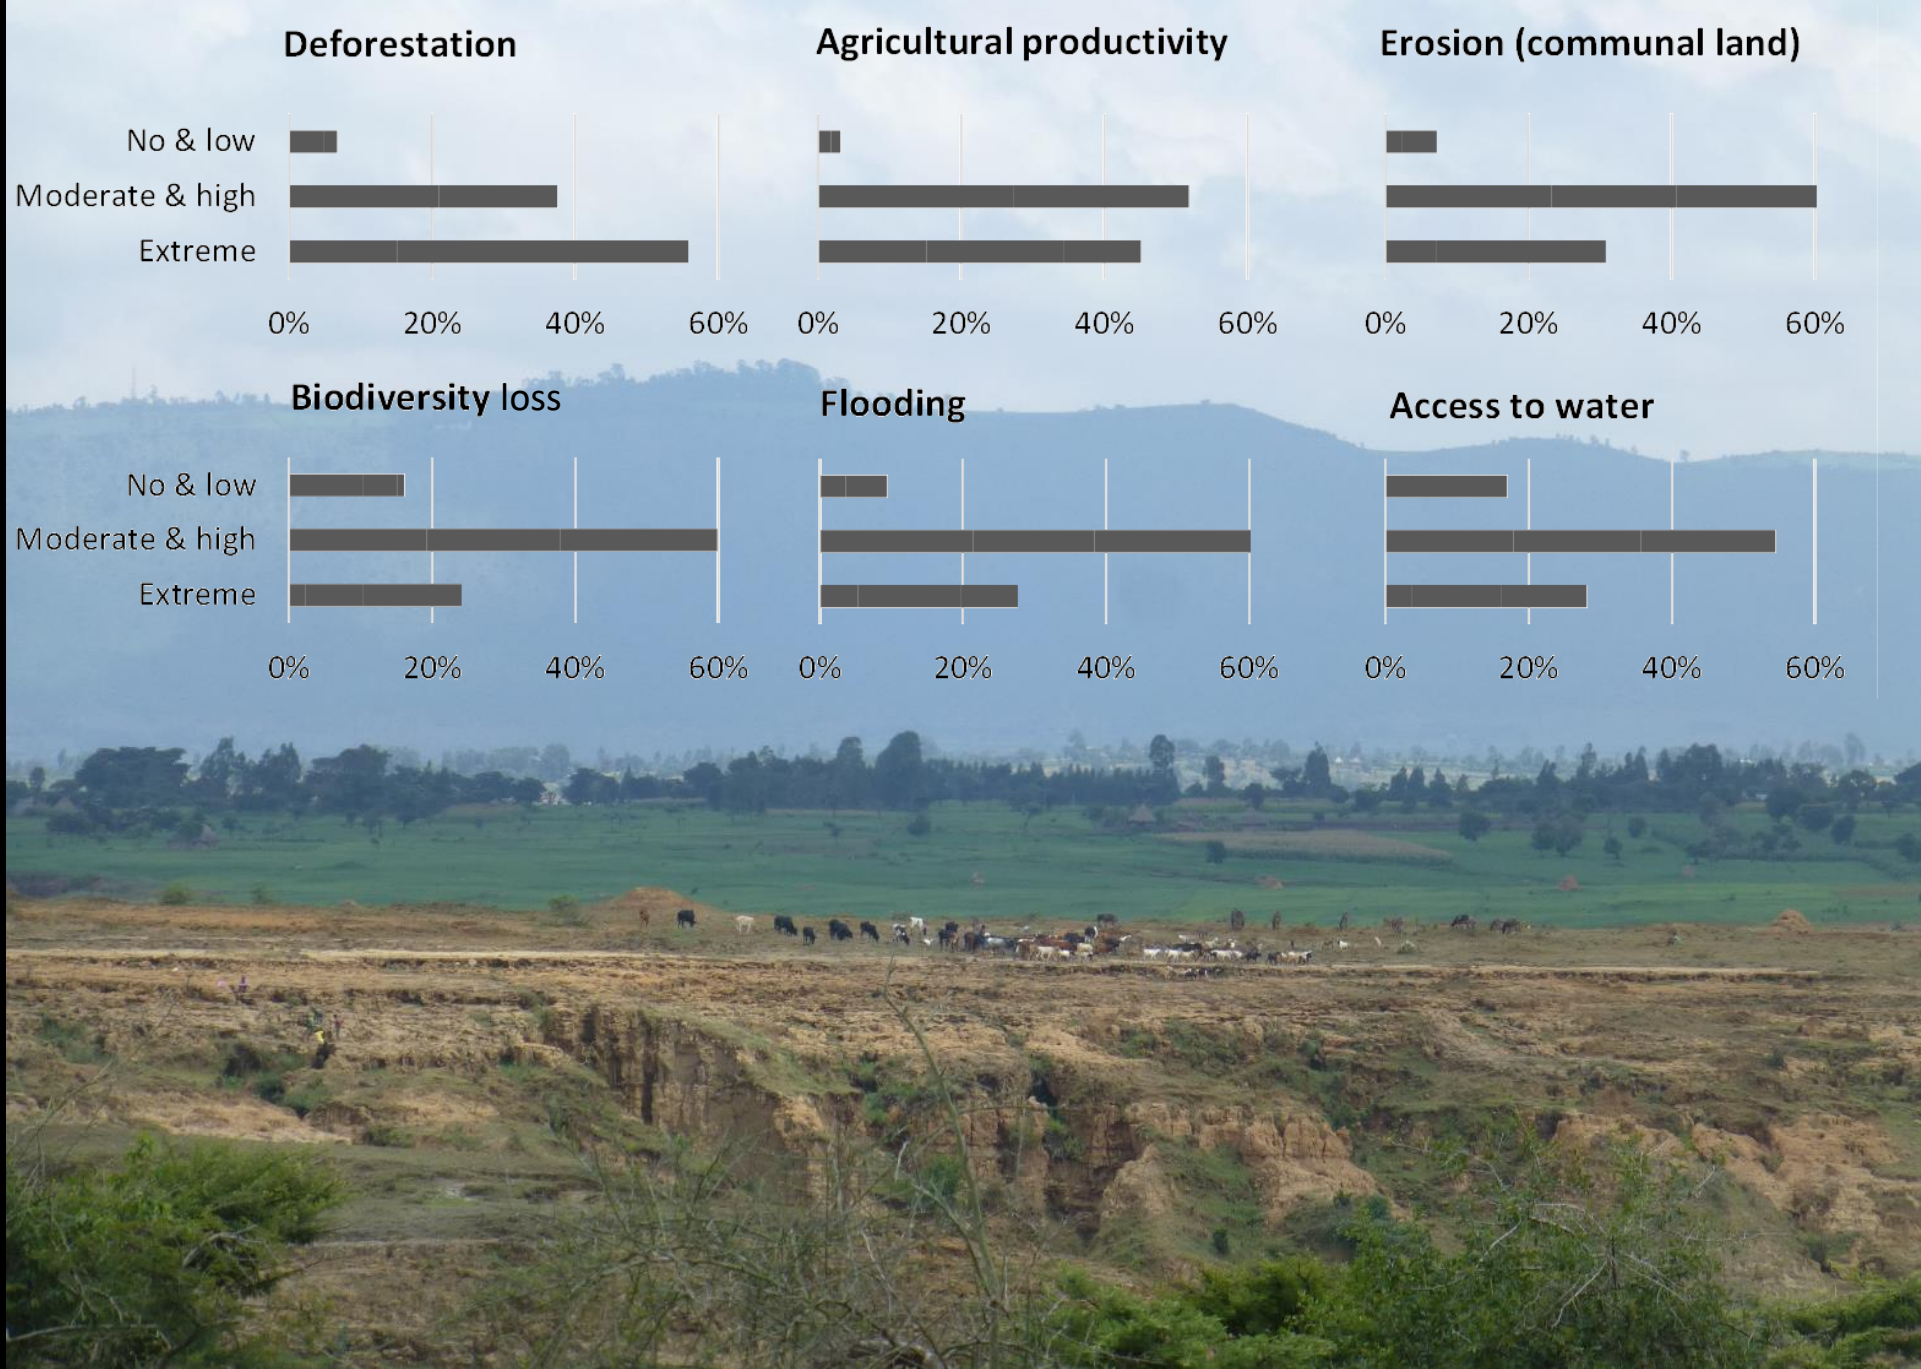 Deforestation
Agricultural productivity
Erosion (communal land)
No & low
Moderate & high
Extreme
0% 20% 40% 60%
0% 20% 40% 60%
0% 20% 40% 60%
Biodiversity loss
Flooding
Access to water
No & low
Moderate & high
Extreme
0% 20% 40% 60%
0% 20% 40% 60%
0% 20% 40% 60%